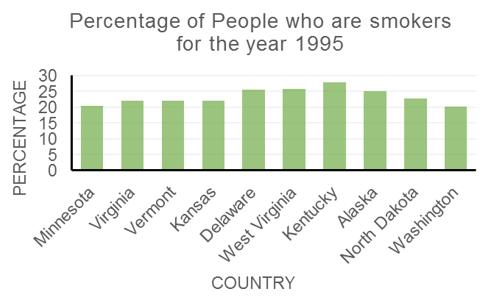 Percentage of People who are smokers
for the year 1995
PERCENTAGE
30
25
20
15
10
5
0
Minnesota
Virginia
Vermont
Kansas
Delaware
West Virginia
Kentucky
Alaska
North Dakota
Washington
COUNTRY